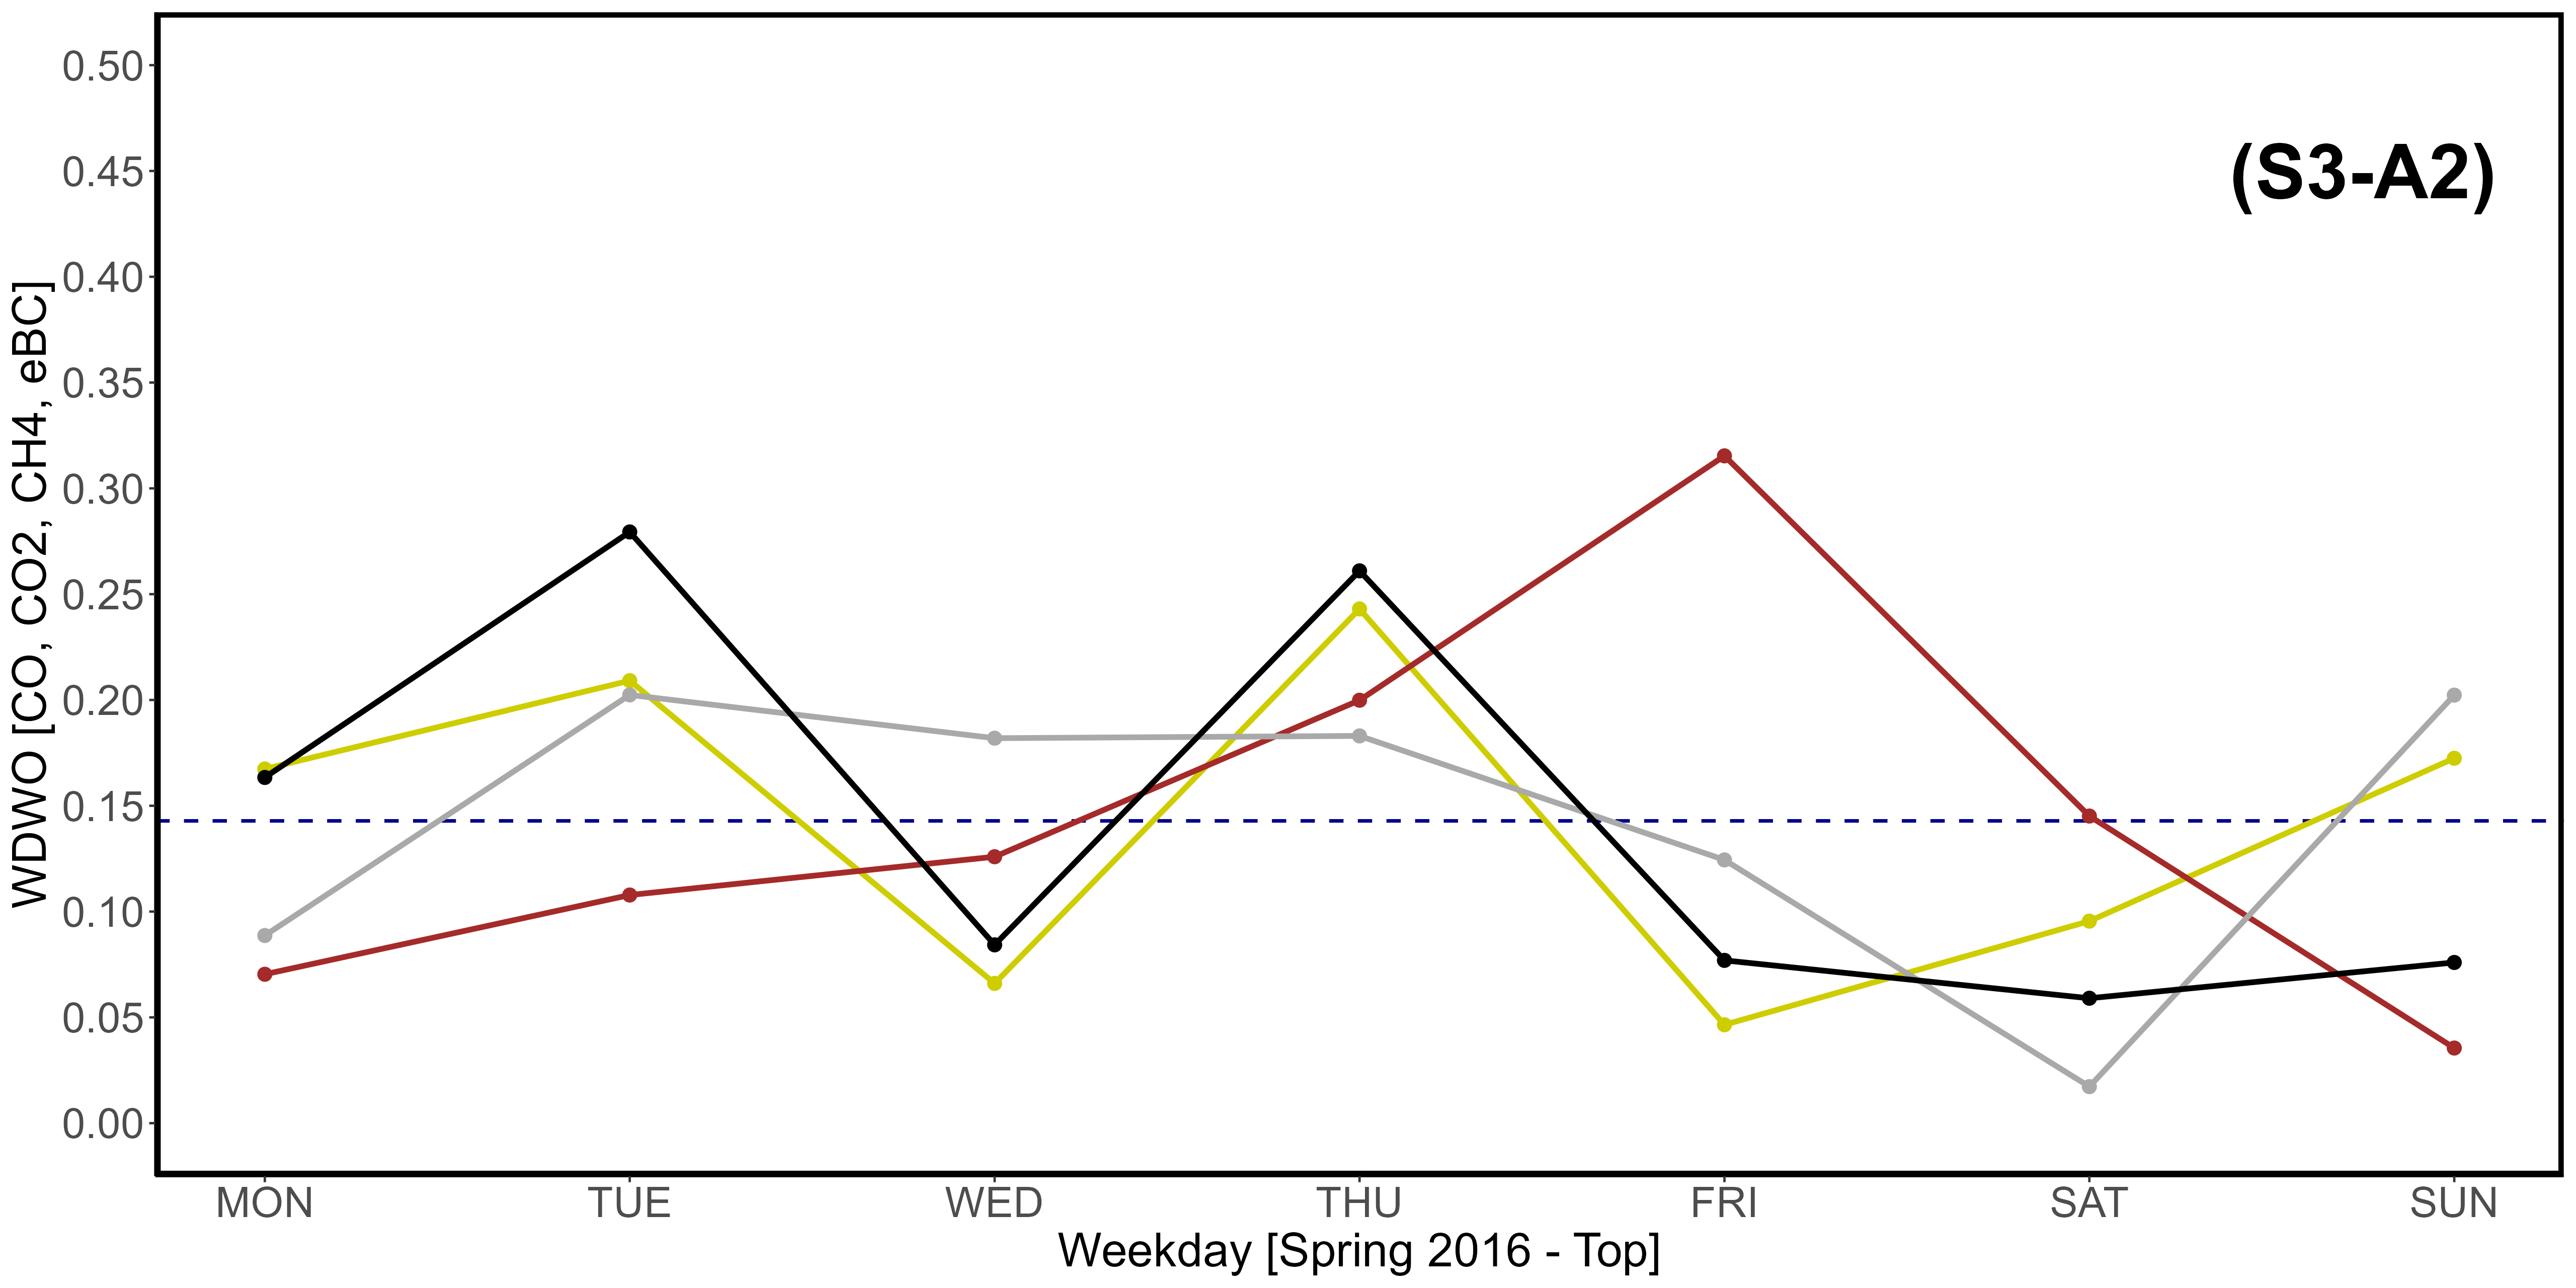 (S3-A2)
WDWO [CO, CO2, CH4, eBC]
0.50
0.45
0.40
0.35
0.30
0.25
0.20
0.15
0.10
0.05
0.00
MON TUE WED THU FRI SAT SUN
Weekday [Spring 2016 - Top]